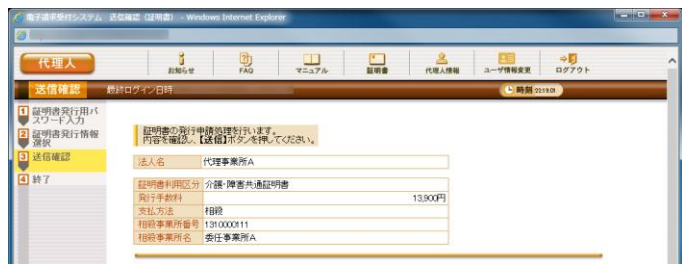 電子請求受付システム 送信確認（証明書） - Windows Internet Explorer
代理人
お知らせ FAQ マニュアル 証明書 代理人情報 ユーザ情報変更 ログアウト
送信確認 最終ログイン日時 時刻 22:19:01
1 証明書発行用パスワード入力
2 証明書発行情報選択
3 送信確認
4 終了
証明書の発行申請処理を行います。
内容を確認し、【送信】ボタンを押してください。
法人名 代理事業所A
証明書利用区分 介護・障害共通証明書
発行手数料 13,900円
支払方法 相殺
相殺事業所番号 1310000111
相殺事業所名 委任事業所A